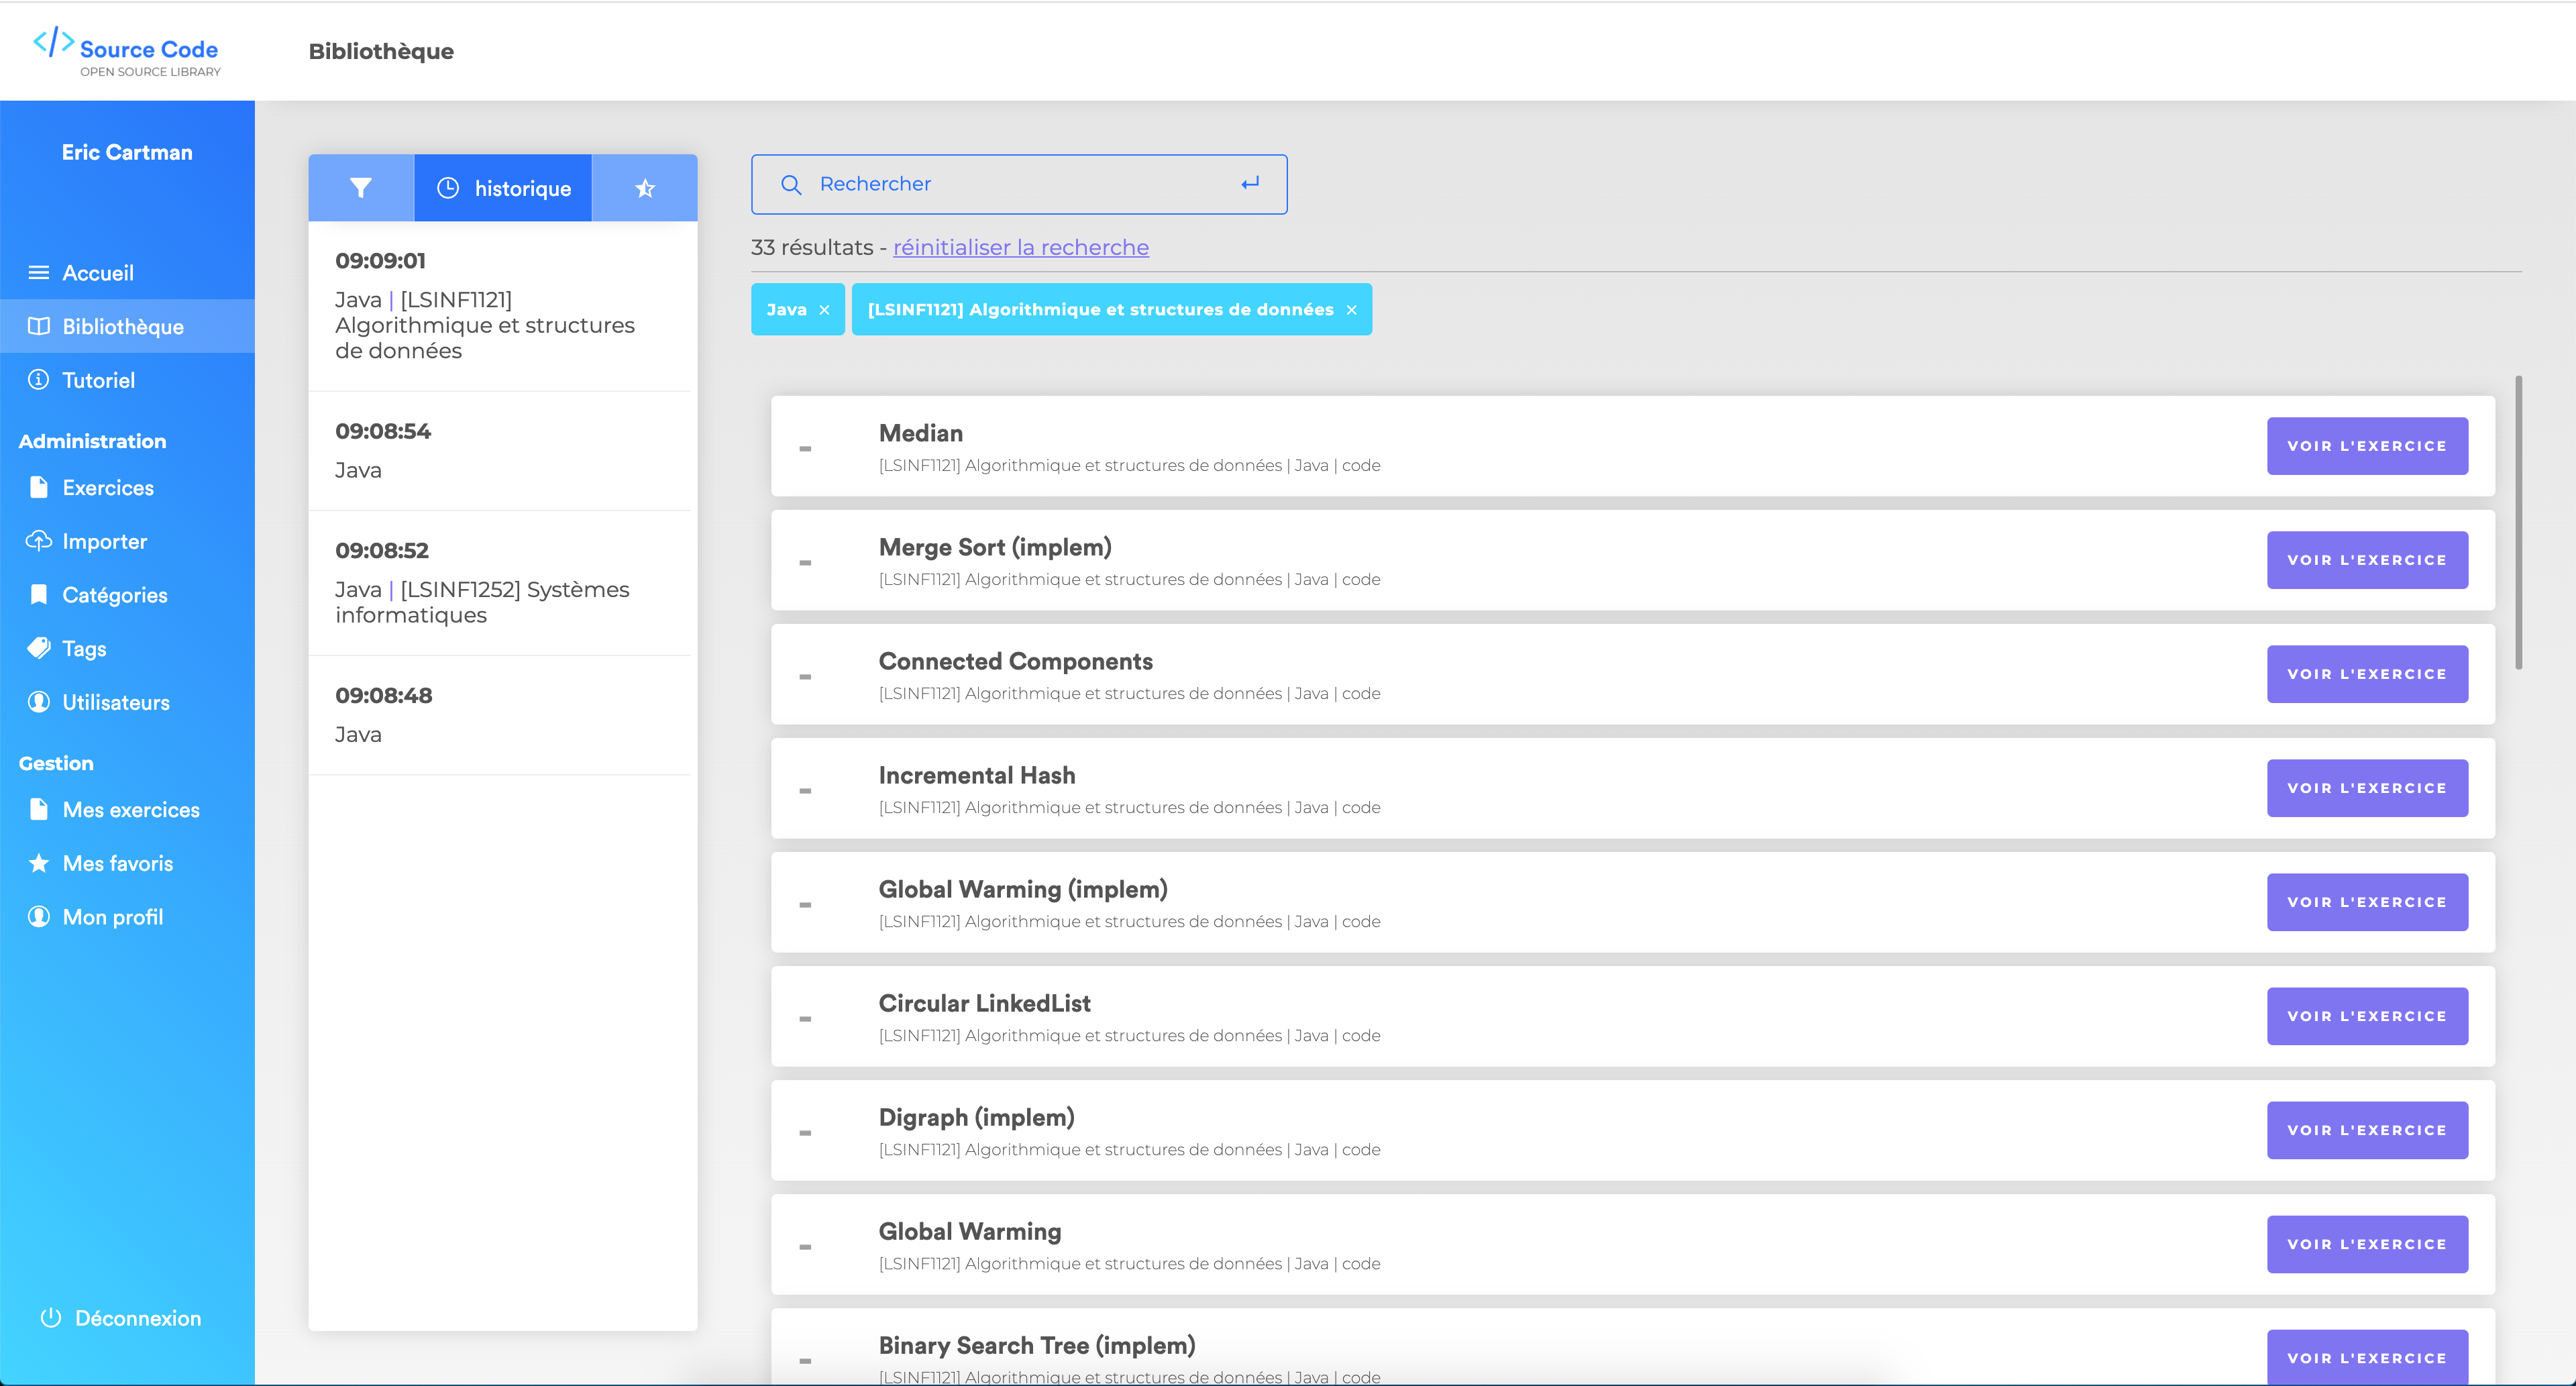 </> Source Code
OPEN SOURCE LIBRARY
Bibliothèque
Eric Cartman
Accueil
Bibliothèque
Tutoriel
Administration
Exercices
Importer
Catégories
Tags
Utilisateurs
Gestion
Mes exercices
Mes favoris
Mon profil
Déconnexion
historique
09:09:01
Java | [LSINF1121]
Algorithmique et structures
de données
09:08:54
Java
09:08:52
Java | [LSINF1252] Systèmes
informatiques
09:08:48
Java
Rechercher
33 résultats - réinitialiser la recherche
Java × [LSINF1121] Algorithmique et structures de données ×
Median
[LSINF1121] Algorithmique et structures de données | Java | code
VOIR L'EXERCICE
Merge Sort (implem)
[LSINF1121] Algorithmique et structures de données | Java | code
VOIR L'EXERCICE
Connected Components
[LSINF1121] Algorithmique et structures de données | Java | code
VOIR L'EXERCICE
Incremental Hash
[LSINF1121] Algorithmique et structures de données | Java | code
VOIR L'EXERCICE
Global Warming (implem)
[LSINF1121] Algorithmique et structures de données | Java | code
VOIR L'EXERCICE
Circular LinkedList
[LSINF1121] Algorithmique et structures de données | Java | code
VOIR L'EXERCICE
Digraph (implem)
[LSINF1121] Algorithmique et structures de données | Java | code
VOIR L'EXERCICE
Global Warming
[LSINF1121] Algorithmique et structures de données | Java | code
VOIR L'EXERCICE
Binary Search Tree (implem)
[LSINF1121] Algorithmique et structures de données | Java | code
VOIR L'EXERCICE